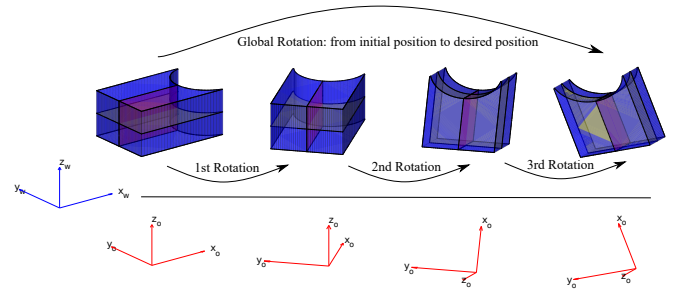 Global Rotation: from initial position to desired position
1st Rotation
2nd Rotation
3rd Rotation
z_w
y_w
x_w
z_o
y_o
x_o
z_o
x_o
y_o
x_o
y_o
z_o
x_o
y_o
z_o